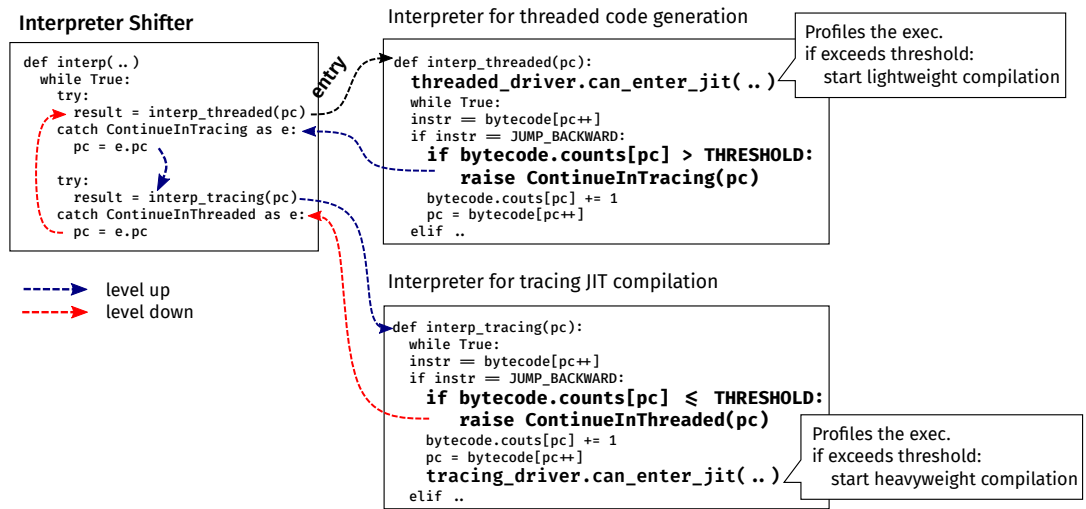 Interpreter Shifter
def interp(..)
while True:
try:
result = interp_threaded(pc)
catch ContinueInTracing as e:
pc = e.pc
try:
result = interp_tracing(pc)
catch ContinueInThreaded as e:
pc = e.pc
level up
level down
entry
Interpreter for threaded code generation
def interp_threaded(pc):
threaded_driver.can_enter_jit(..)
while True:
instr == bytecode[pc++]
if instr == JUMP_BACKWARD:
if bytecode.counts[pc] > THRESHOLD:
raise ContinueInTracing(pc)
bytecode.couts[pc] += 1
pc = bytecode[pc++]
elif ..
Profiles the exec.
if exceeds threshold:
start lightweight compilation
Interpreter for tracing JIT compilation
def interp_tracing(pc):
while True:
instr == bytecode[pc++]
if instr == JUMP_BACKWARD:
if bytecode.counts[pc] ⩽ THRESHOLD:
raise ContinueInThreaded(pc)
bytecode.couts[pc] += 1
pc = bytecode[pc++]
tracing_driver.can_enter_jit(..)
elif ..
Profiles the exec.
if exceeds threshold:
start heavyweight compilation